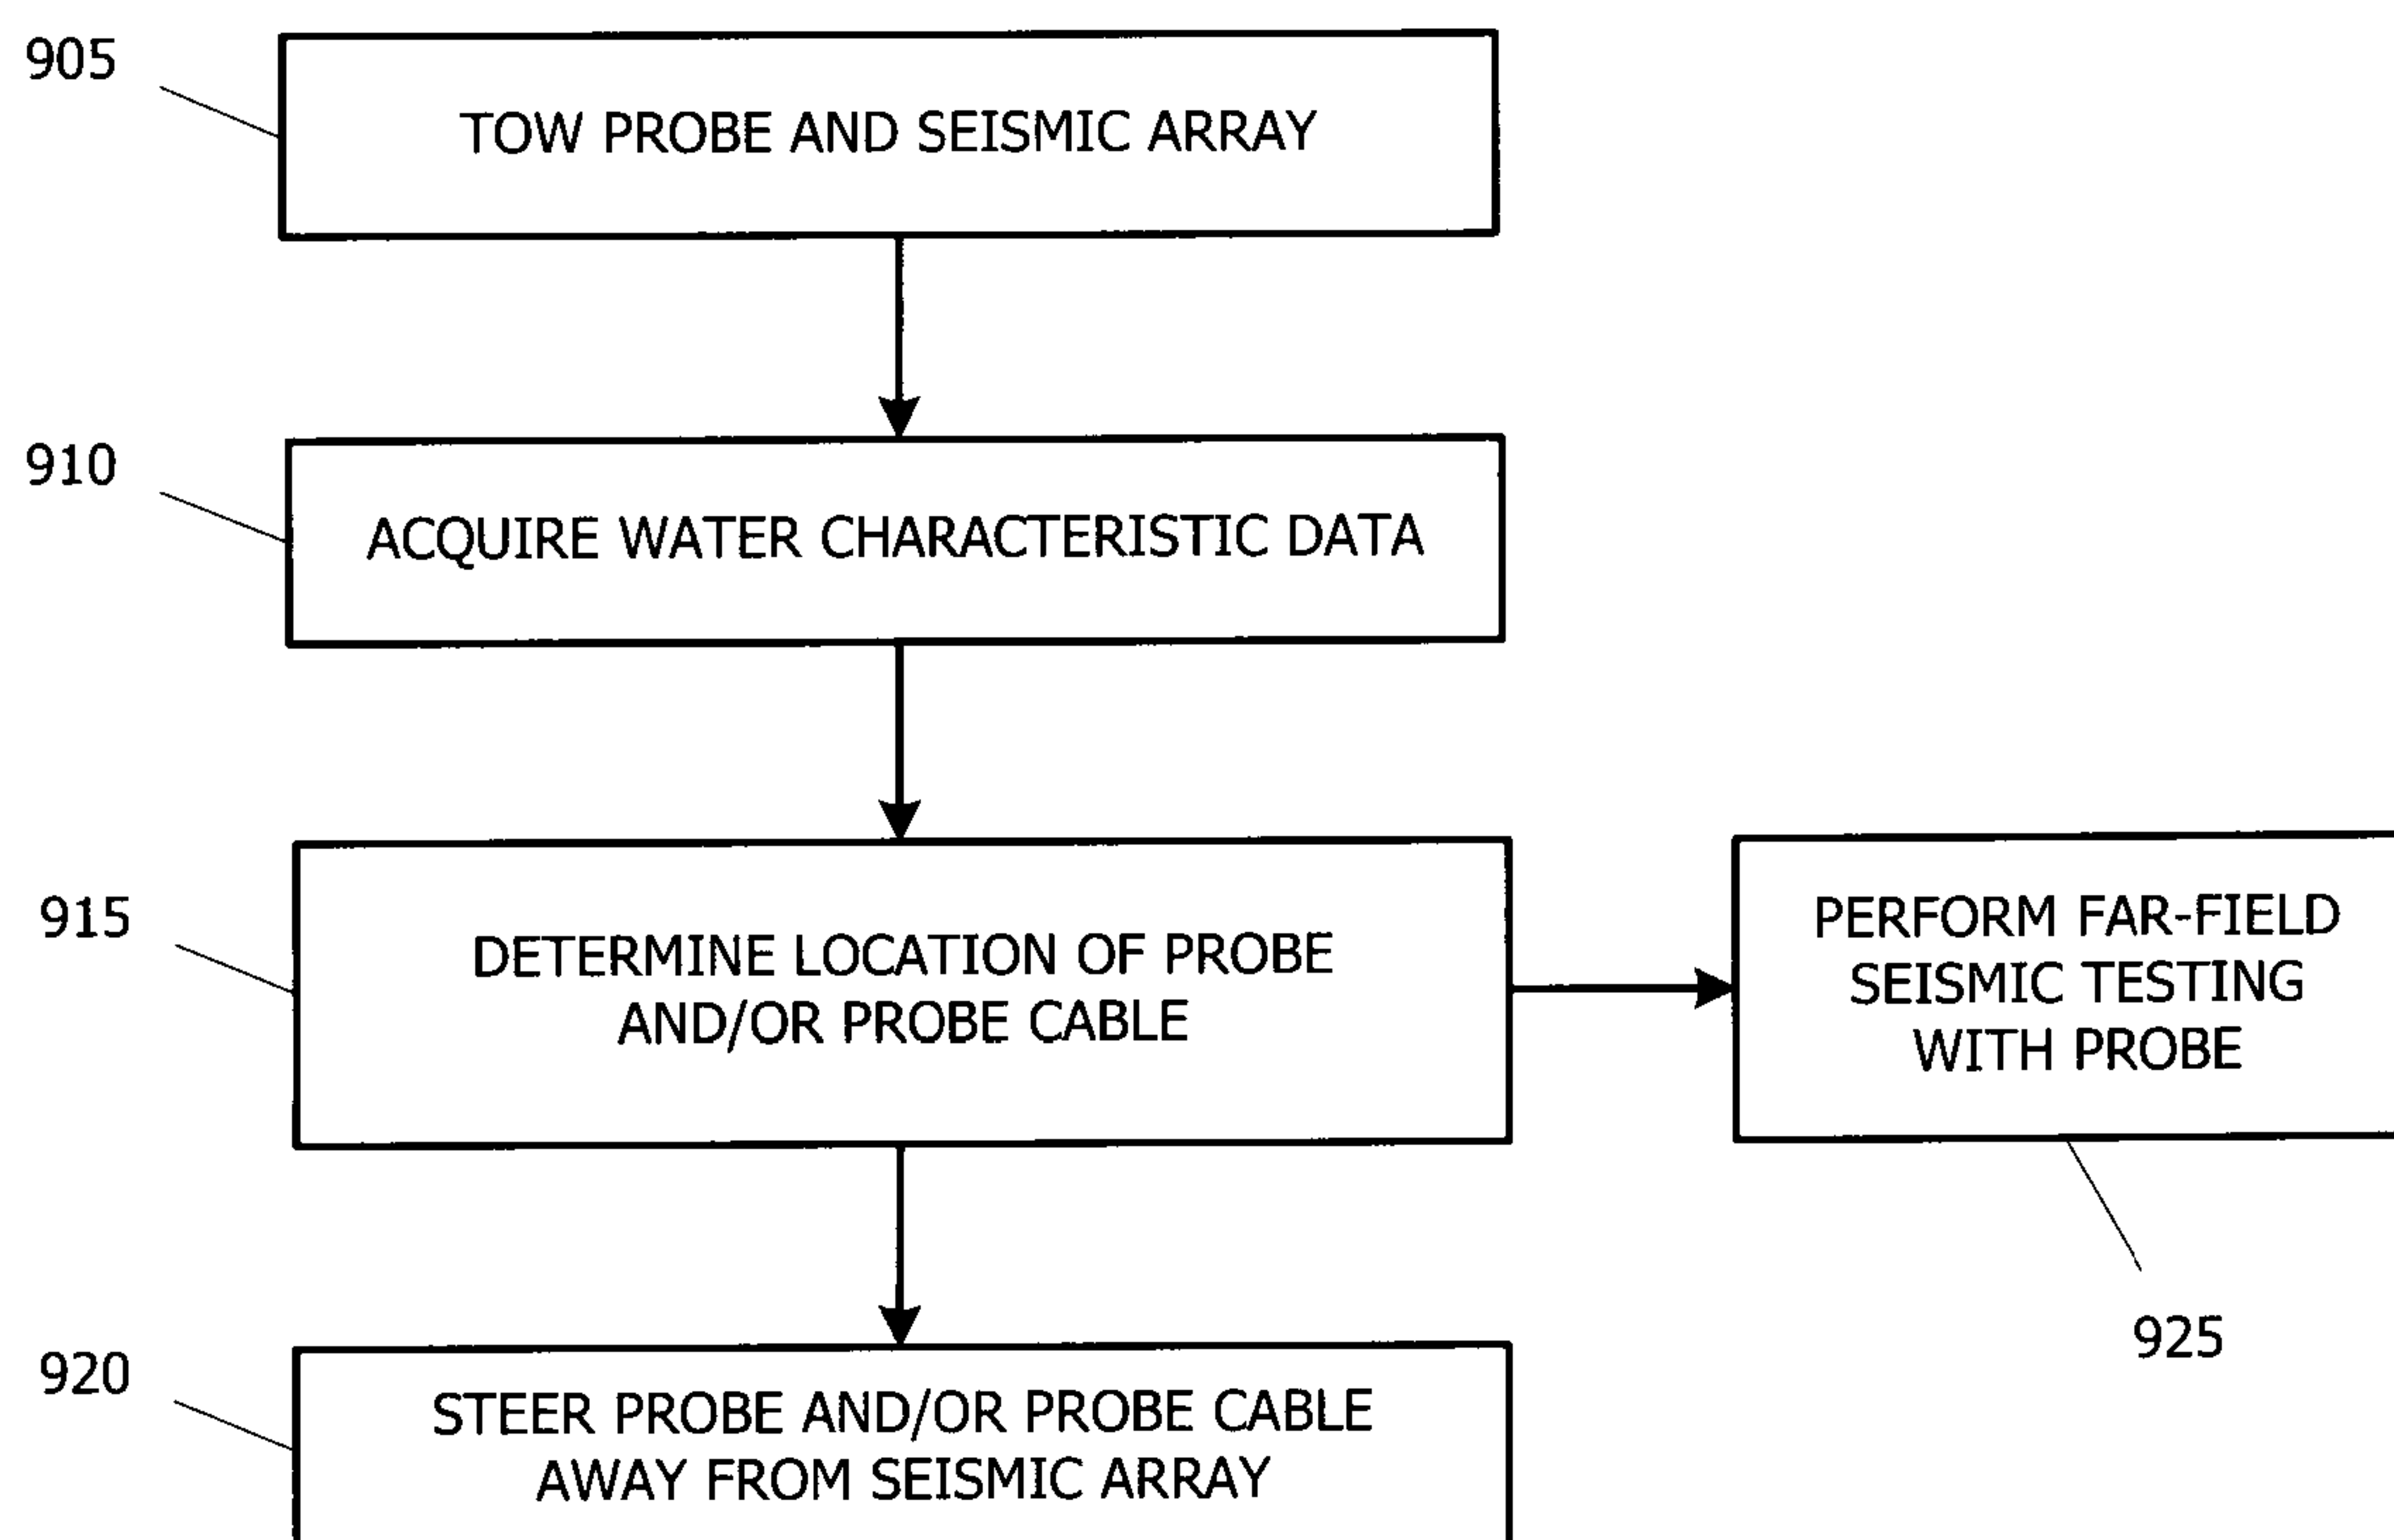 905
TOW PROBE AND SEISMIC ARRAY
910
ACQUIRE WATER CHARACTERISTIC DATA
915
DETERMINE LOCATION OF PROBE
AND/OR PROBE CABLE
PERFORM FAR-FIELD
SEISMIC TESTING
WITH PROBE
925
920
STEER PROBE AND/OR PROBE CABLE
AWAY FROM SEISMIC ARRAY